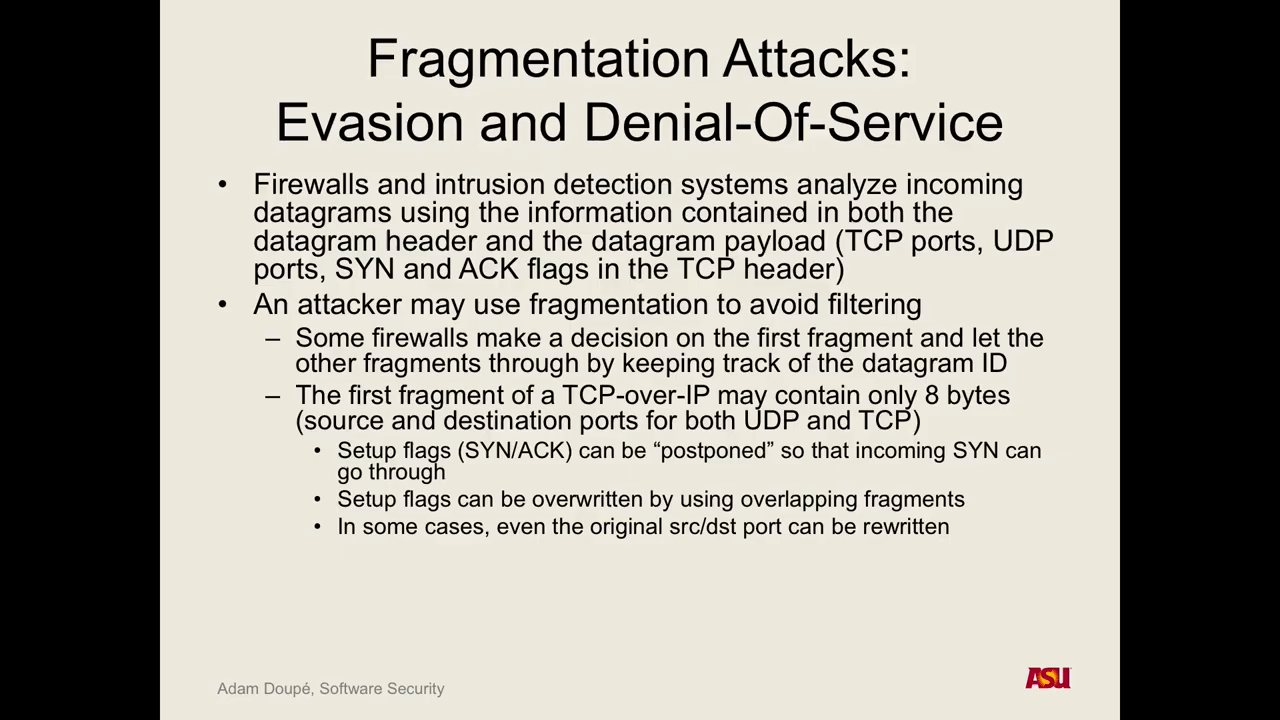 Fragmentation Attacks:
Evasion and Denial-Of-Service
• Firewalls and intrusion detection systems analyze incoming
datagrams using the information contained in both the
datagram header and the datagram payload (TCP ports, UDP
ports, SYN and ACK flags in the TCP header)
• An attacker may use fragmentation to avoid filtering
– Some firewalls make a decision on the first fragment and let the
other fragments through by keeping track of the datagram ID
– The first fragment of a TCP-over-IP may contain only 8 bytes
(source and destination ports for both UDP and TCP)
• Setup flags (SYN/ACK) can be “postponed” so that incoming SYN can
go through
• Setup flags can be overwritten by using overlapping fragments
• In some cases, even the original src/dst port can be rewritten
Adam Doupé, Software Security
ASU